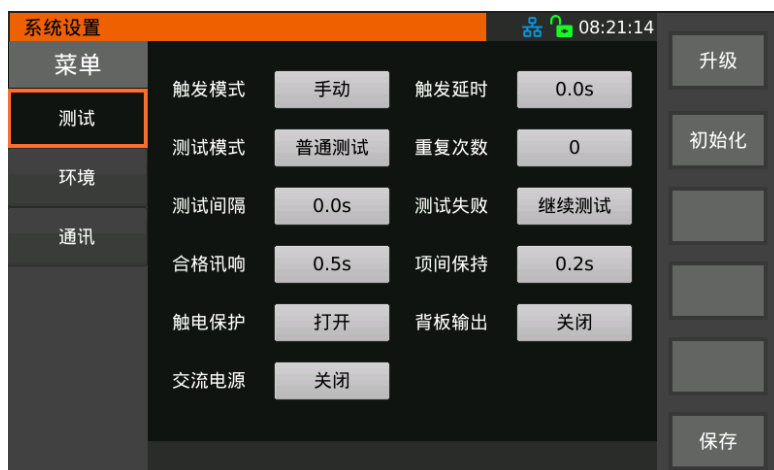 系统设置 08:21:14
菜单
测试
环境
通讯
触发模式 手动 触发延时 0.0s
测试模式 普通测试 重复次数 0
测试间隔 0.0s 测试失败 继续测试
合格讯响 0.5s 项间保持 0.2s
触电保护 打开 背板输出 关闭
交流电源 关闭
升级
初始化
保存